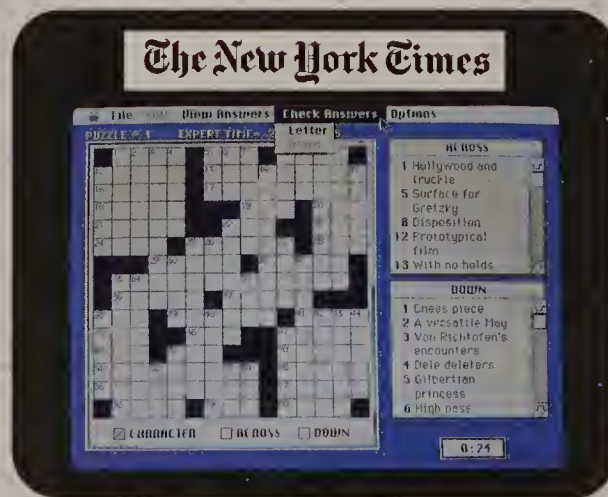 The New York Times
File View Answers Check Answers Options
PUZZLE # 1 EXPERT TIME=
Letter
ACROSS
1 Hollywood and
truckle
5 Surface for
Gretzky
8 Disposition
12 Prototypical
film
13 With no holds
DOWN
1 Chess piece
2 A versatile May
3 Von Richtofen's
encounters
4 Dele deleters
5 Gilbertian
princess
6 High pass
CHARACTER ACROSS DOWN
0:24